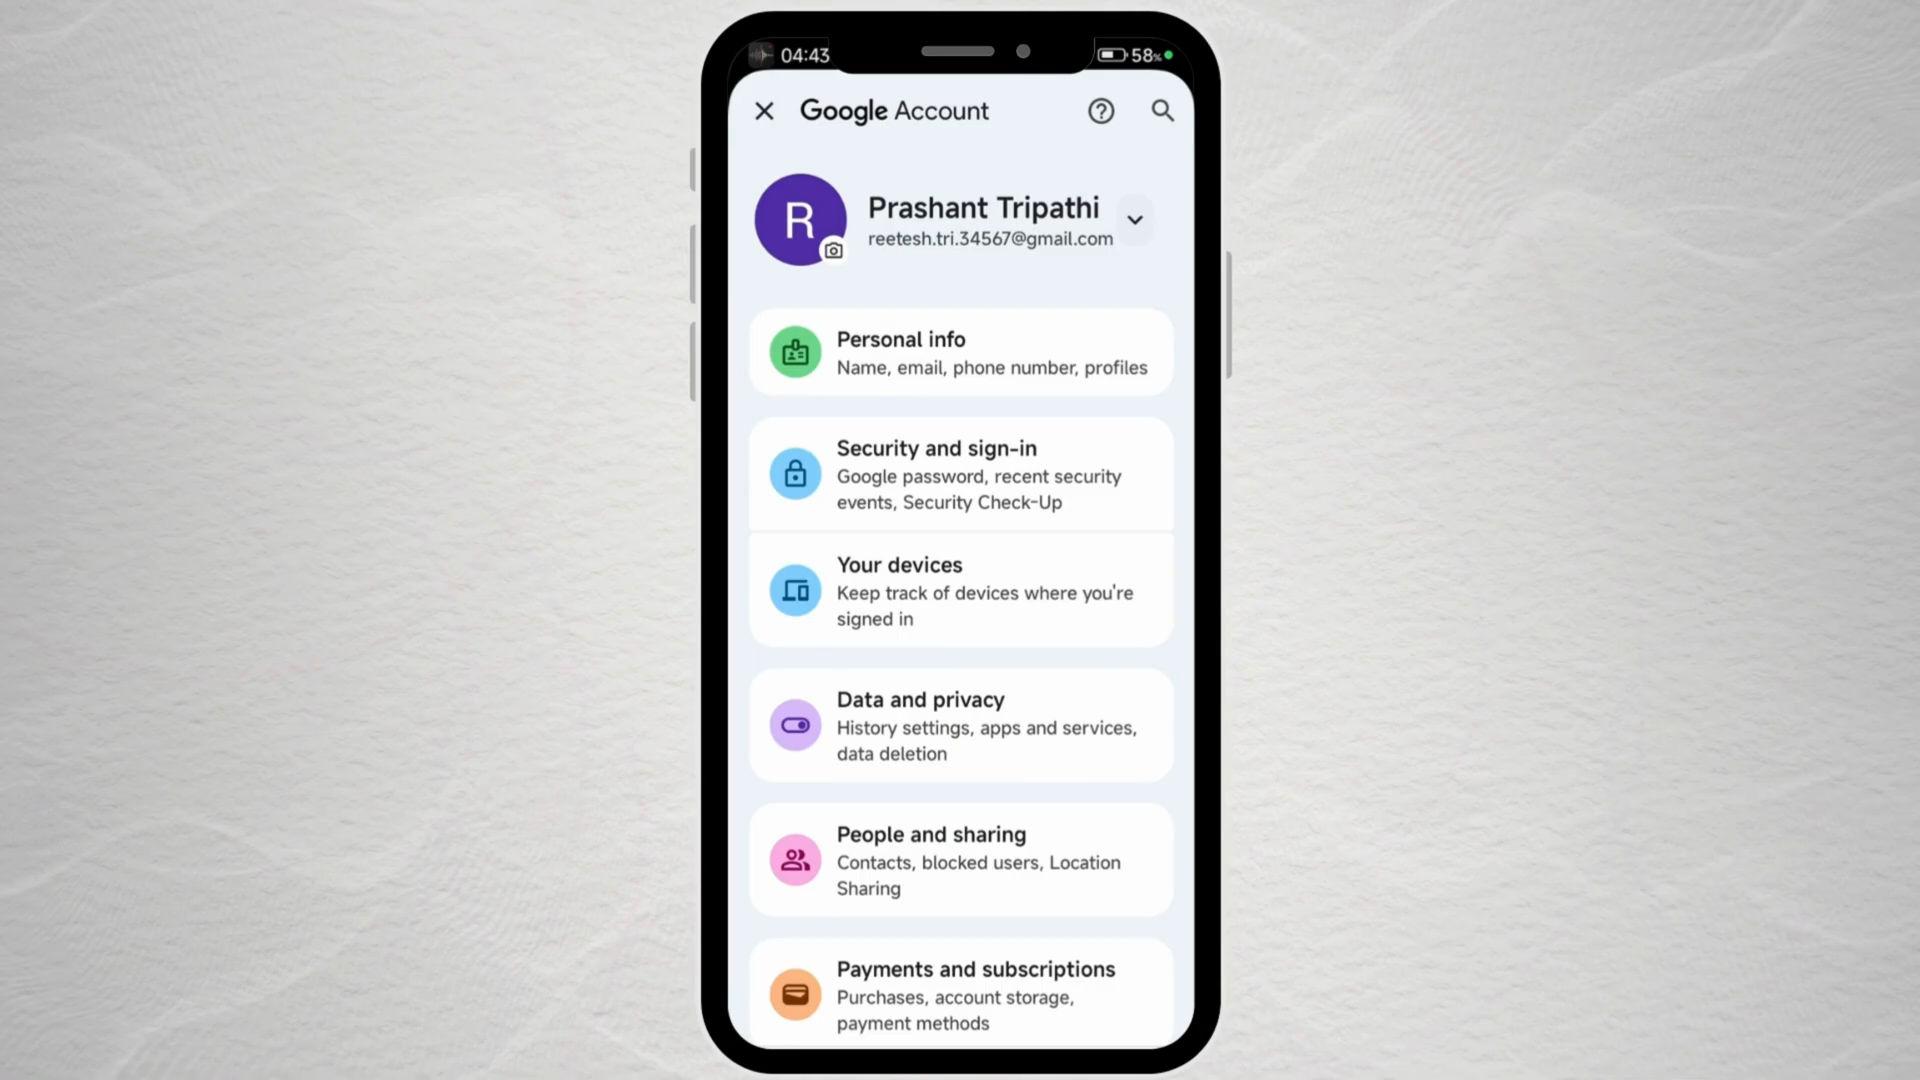 04:43
58%
Google Account
R
Prashant Tripathi
reetesh.tri.34567@gmail.com
Personal info
Name, email, phone number, profiles
Security and sign-in
Google password, recent security
events, Security Check-Up
Your devices
Keep track of devices where you're
signed in
Data and privacy
History settings, apps and services,
data deletion
People and sharing
Contacts, blocked users, Location
Sharing
Payments and subscriptions
Purchases, account storage,
payment methods